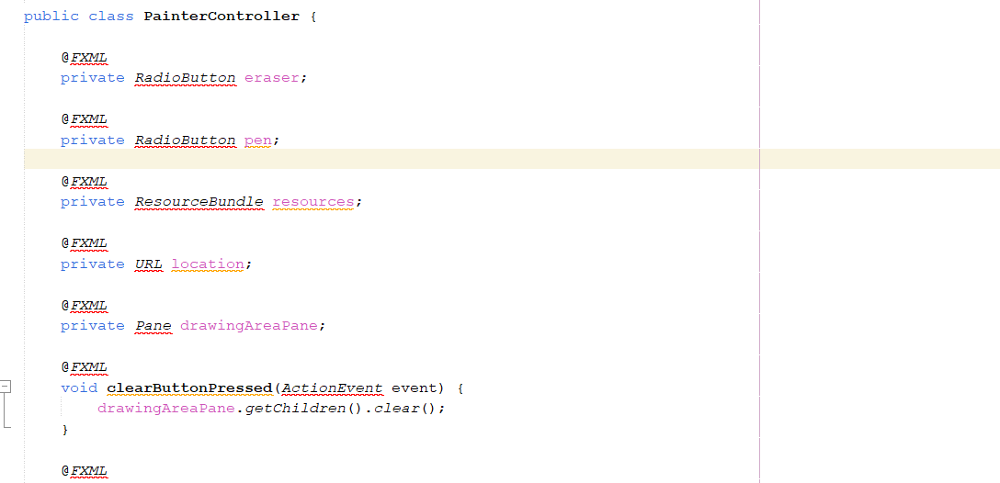 public class PainterController {
@FXML
private RadioButton eraser;
@FXML
private RadioButton pen;
@FXML
private ResourceBundle resources;
@FXML
private URL location;
@FXML
private Pane drawingAreaPane;
@FXML
void clearButtonPressed(ActionEvent event) {
drawingAreaPane.getChildren().clear();
}
@FXML